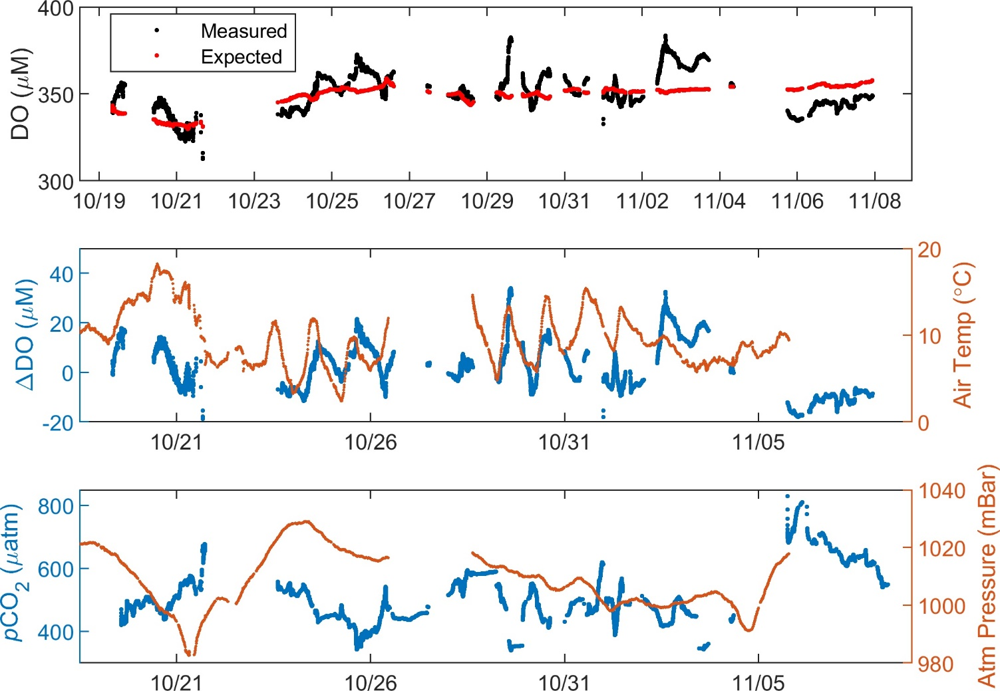 400
350
300
DO (μM)
Measured
Expected
10/19 10/21 10/23 10/25 10/27 10/29 10/31 11/02 11/04 11/06 11/08
40
20
0
-20
ΔDO (μM)
20
10
0
Air Temp (°C)
10/21 10/26 10/31 11/05
800
600
400
pCO2 (μatm)
1040
1020
1000
980
Atm Pressure (mBar)
10/21 10/26 10/31 11/05